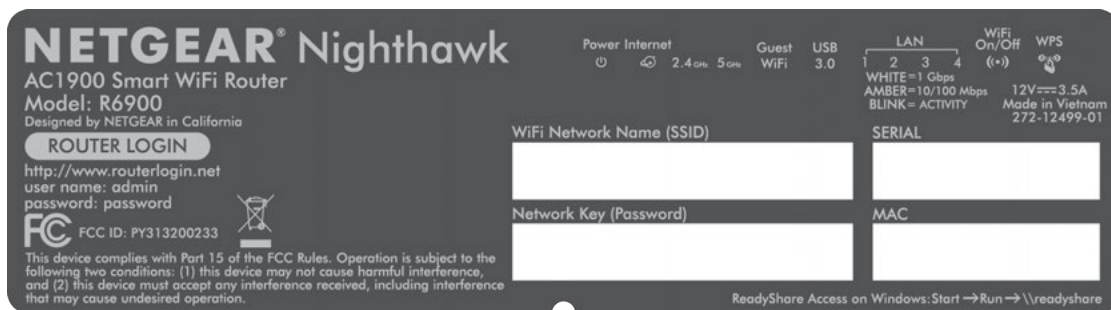 NETGEAR® Nighthawk
AC1900 Smart WiFi Router
Model: R6900
Designed by NETGEAR in California
ROUTER LOGIN
http://www.routerlogin.net
user name: admin
password: password
FC FCC ID: PY313200233
This device complies with Part 15 of the FCC Rules. Operation is subject to the
following two conditions: (1) this device may not cause harmful interference,
and (2) this device must accept any interference received, including interference
that may cause undesired operation.
Power Internet
2.4 GHz 5 GHz
Guest
WiFi
USB
3.0
LAN
1 2 3 4
WiFi
On/Off
WPS
WHITE=1 Gbps
AMBER=10/100 Mbps
BLINK= ACTIVITY
12V⎓3.5A
Made in Vietnam
272-12499-01
WiFi Network Name (SSID)
SERIAL
Network Key (Password)
MAC
ReadyShare Access on Windows:Start→Run→\\readyshare